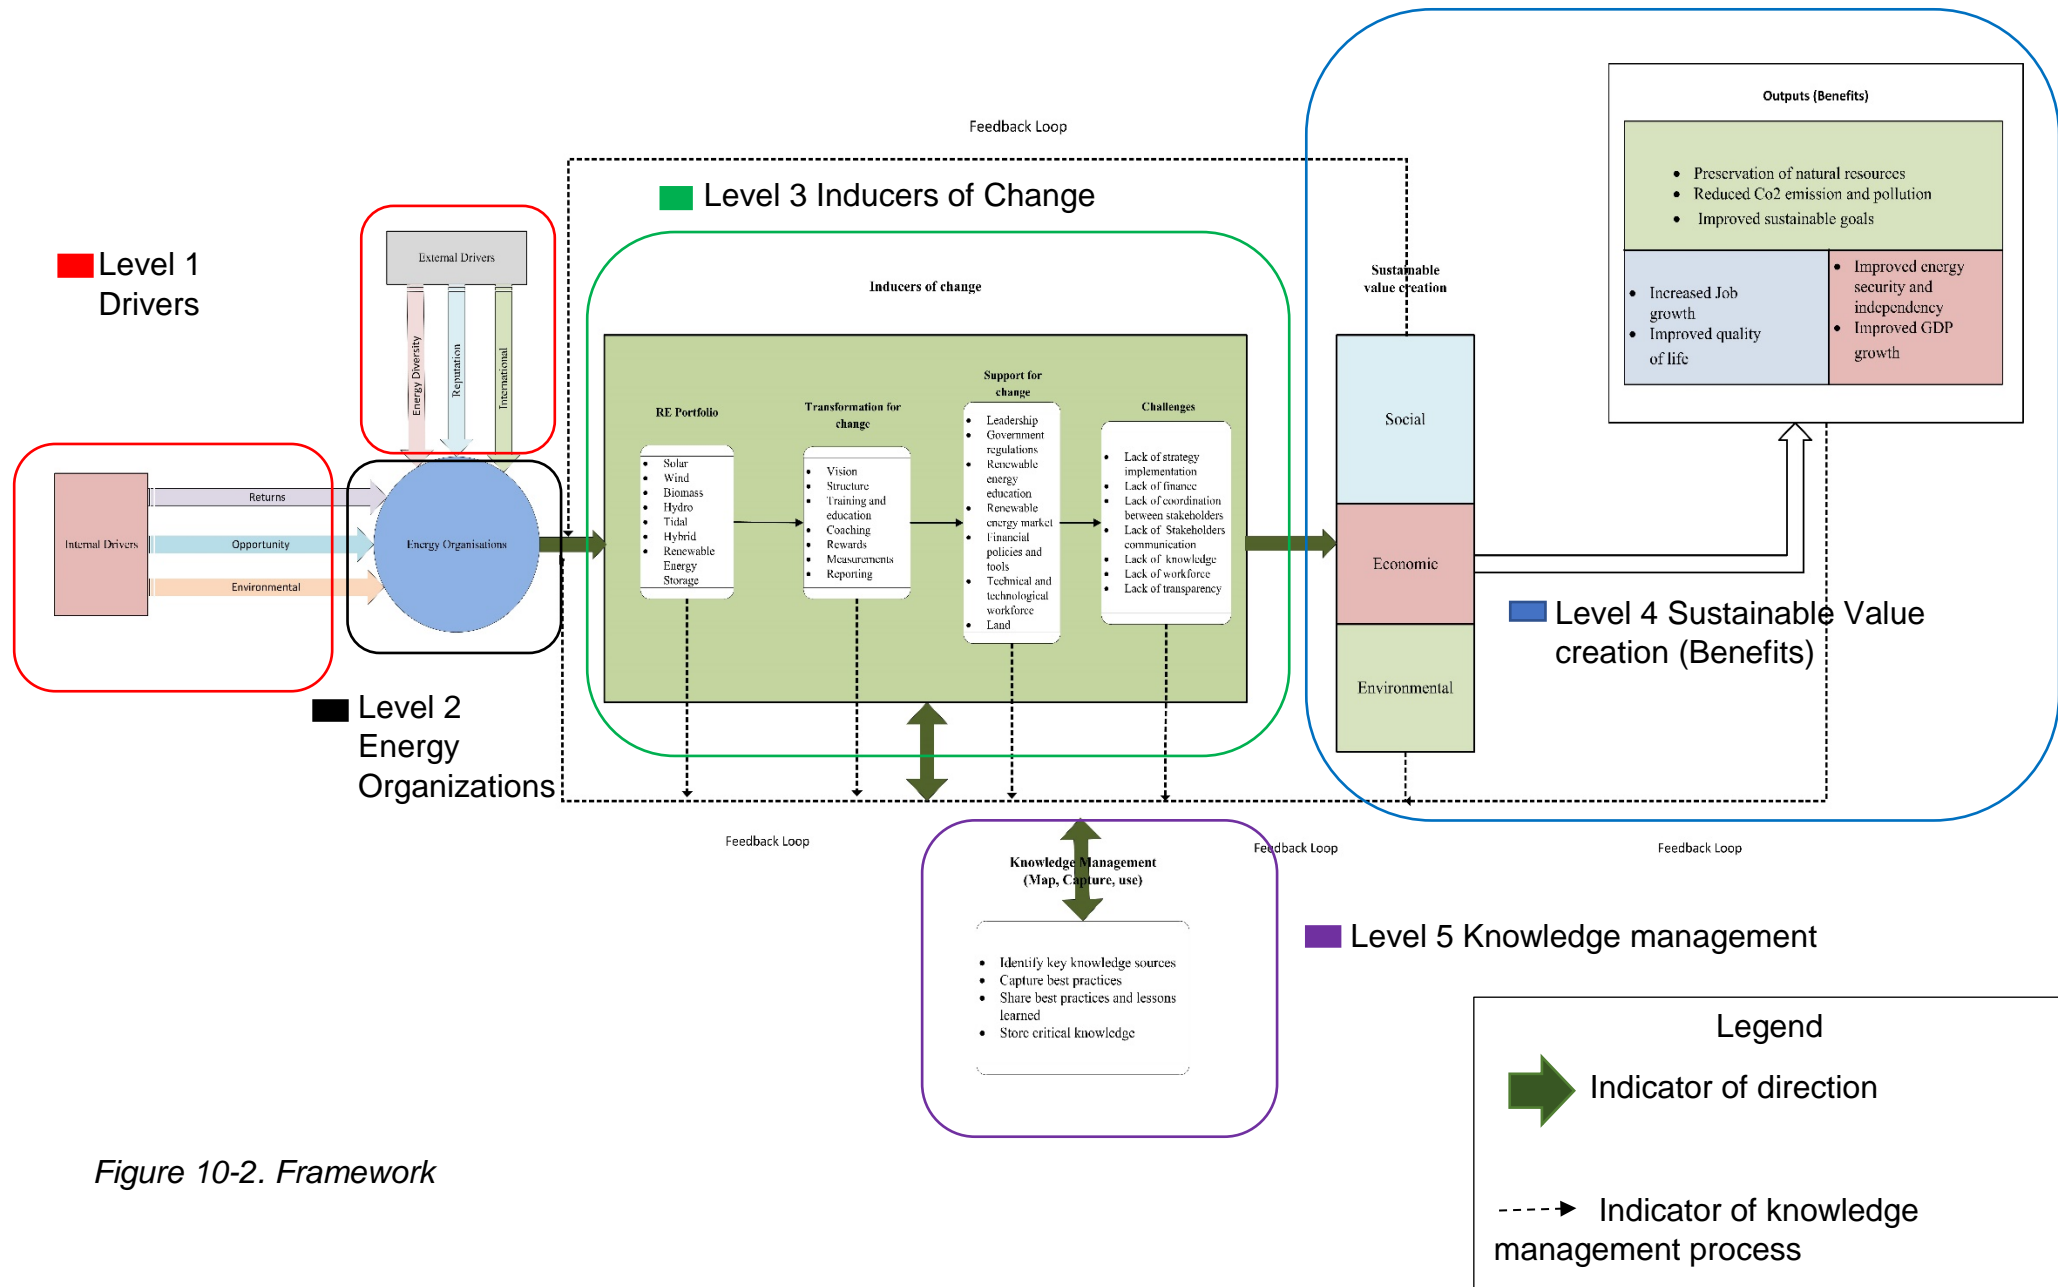 Feedback Loop
Level 3 Inducers of Change
Level 1
Drivers
External Drivers
Energy Diversity
Reputation
International
Internal Drivers
Returns
Opportunity
Environmental
Energy Organisations
Level 2
Energy
Organizations
Inducers of change
RE Portfolio
• Solar
• Wind
• Biomass
• Hydro
• Tidal
• Hybrid
• Renewable
Energy
Storage
Transformation for
change
• Vision
• Structure
• Training and
education
• Coaching
• Rewards
• Measurements
• Reporting
Support for
change
• Leadership
• Government
regulations
• Renewable
energy
education
• Renewable
energy market
• Financial
policies and
tools
• Technical and
technological
workforce
• Land
Challenges
• Lack of strategy
implementation
• Lack of finance
• Lack of coordination
between stakeholders
• Lack of Stakeholders
communication
• Lack of knowledge
• Lack of workforce
• Lack of transparency
Sustainable
value creation
Social
Economic
Environmental
Outputs (Benefits)
• Preservation of natural resources
• Reduced Co2 emission and pollution
• Improved sustainable goals
• Increased Job
growth
• Improved quality
of life
• Improved energy
security and
independency
• Improved GDP
growth
Level 4 Sustainable Value
creation (Benefits)
Feedback Loop
Feedback Loop
Feedback Loop
Knowledge Management
(Map, Capture, use)
• Identify key knowledge sources
• Capture best practices
• Share best practices and lessons
learned
• Store critical knowledge
Level 5 Knowledge management
Legend
Indicator of direction
Indicator of knowledge
management process
Figure 10-2. Framework